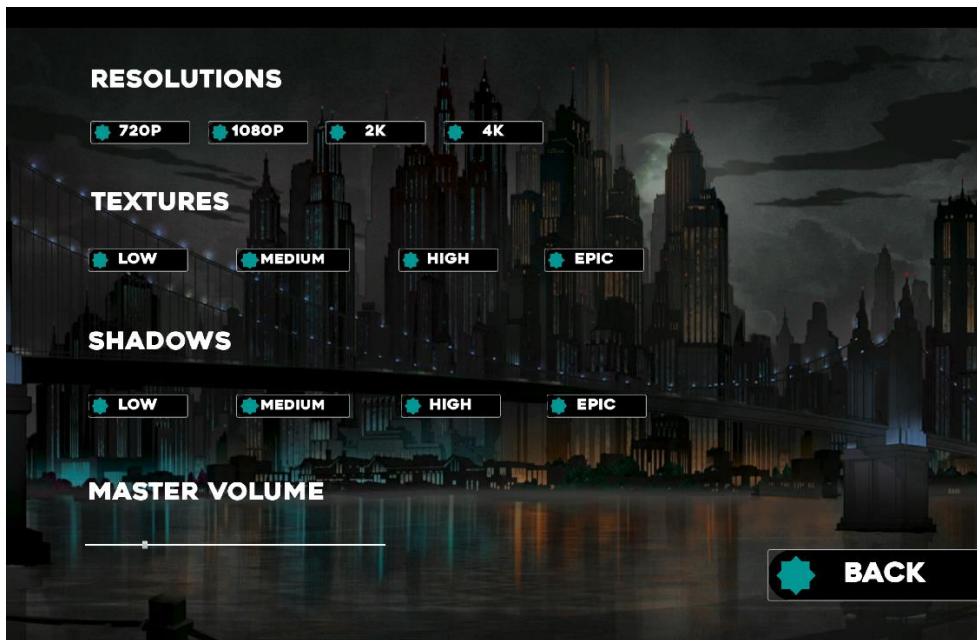 RESOLUTIONS
720P 1080P 2K 4K
TEXTURES
LOW MEDIUM HIGH EPIC
SHADOWS
LOW MEDIUM HIGH EPIC
MASTER VOLUME
BACK